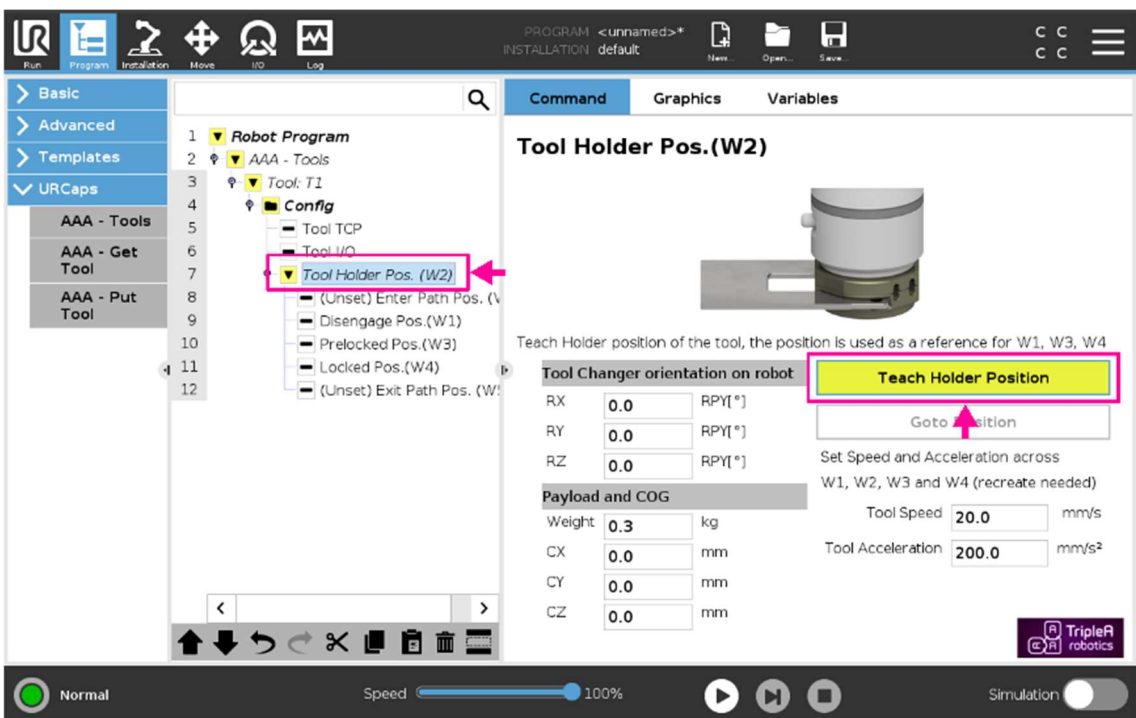 PROGRAM <unnamed>*
INSTALLATION default
Run
Program
Installation
Move
I/O
Log
New...
Open...
Save...
C C
C C
Basic
Advanced
Templates
URCaps
AAA - Tools
AAA - Get
Tool
AAA - Put
Tool
1 Robot Program
2 AAA - Tools
3 Tool: T1
4 Config
5 Tool TCP
6 Tool I/O
7 Tool Holder Pos. (W2)
8 (Unset) Enter Path Pos.
9 Disengage Pos.(W1)
10 Prelocked Pos.(W3)
11 Locked Pos.(W4)
12 (Unset) Exit Path Pos.
Command Graphics Variables
Tool Holder Pos.(W2)
Teach Holder position of the tool, the position is used as a reference for W1, W3, W4
Tool Changer orientation on robot
RX 0.0 RPY[°]
RY 0.0 RPY[°]
RZ 0.0 RPY[°]
Payload and COG
Weight 0.3 kg
CX 0.0 mm
CY 0.0 mm
CZ 0.0 mm
Teach Holder Position
Goto
Set Speed and Acceleration across
W1, W2, W3 and W4 (recreate needed)
Tool Speed 20.0 mm/s
Tool Acceleration 200.0 mm/s²
TripleA
robotics
Normal
Speed 100%
Simulation